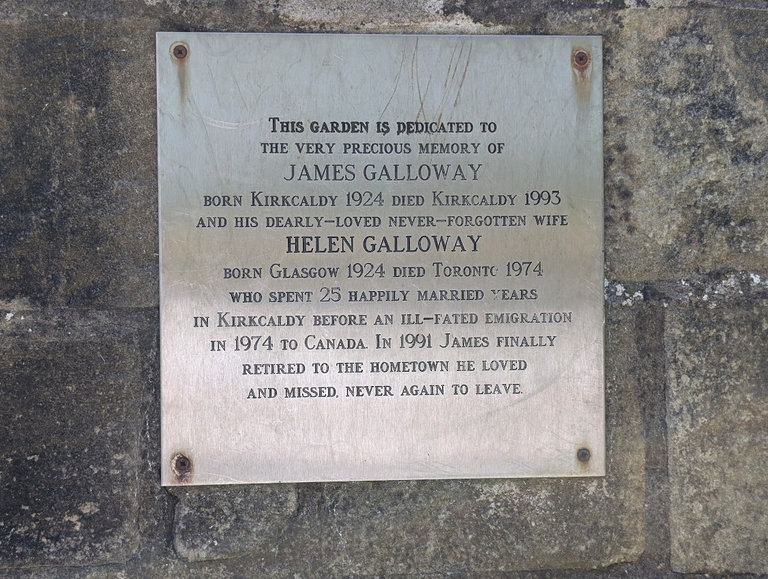 THIS GARDEN IS DEDICATED TO
THE VERY PRECIOUS MEMORY OF
JAMES GALLOWAY
BORN KIRKCALDY 1924 DIED KIRKCALDY 1993
AND HIS DEARLY-LOVED NEVER-FORGOTTEN WIFE
HELEN GALLOWAY
BORN GLASGOW 1924 DIED TORONTO 1974
WHO SPENT 25 HAPPILY MARRIED YEARS
IN KIRKCALDY BEFORE AN ILL-FATED EMIGRATION
IN 1974 TO CANADA. IN 1991 JAMES FINALLY
RETIRED TO THE HOMETOWN HE LOVED
AND MISSED, NEVER AGAIN TO LEAVE.